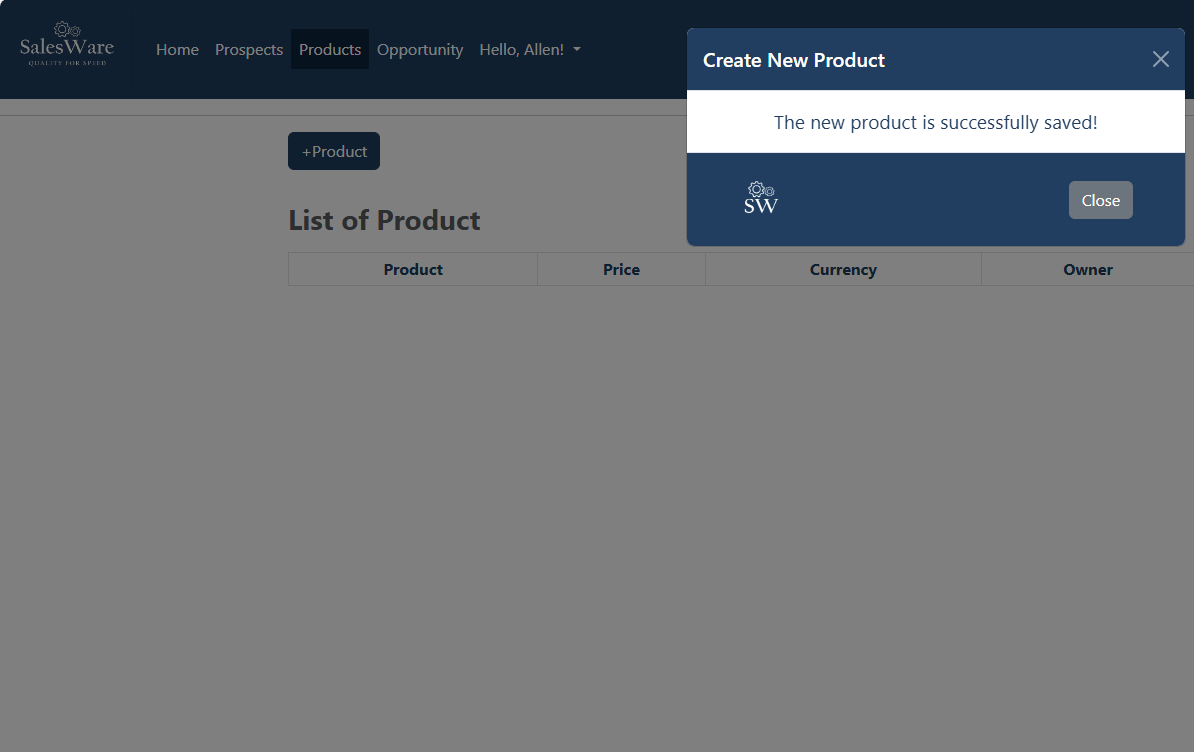 SalesWare
QUALITY FOR SPEED
Home Prospects Products Opportunity Hello, Allen!
Create New Product
The new product is successfully saved!
SW
Close
+Product
List of Product
Product Price Currency Owner